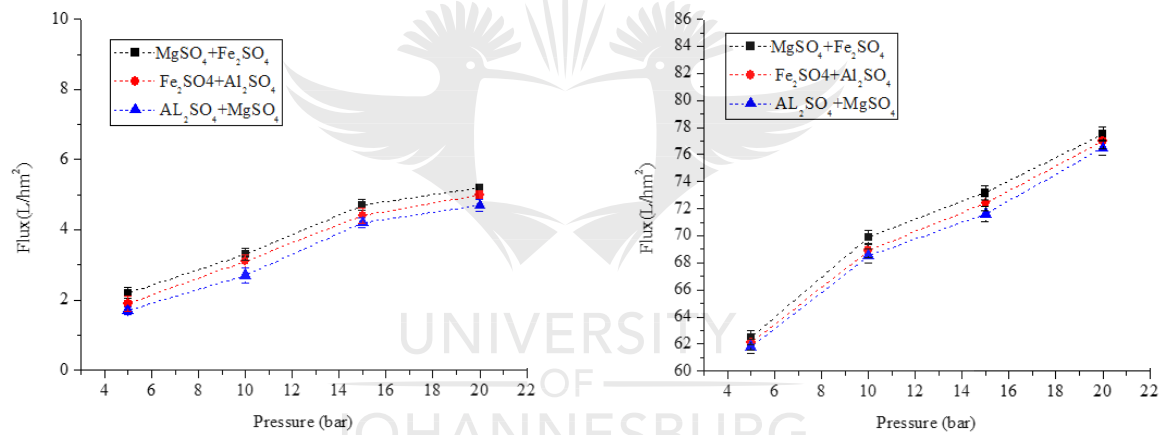 10
8
6
4
2
0
Flux(L/hm²)
MgSO₄+Fe₂SO₄
Fe₂SO4+Al₂SO₄
AL₂SO₄+MgSO₄
4 6 8 10 12 14 16 18 20 22
Pressure (bar)
86
84
82
80
78
76
74
72
70
68
66
64
62
60
Flux(L/hm²)
MgSO₄+Fe₂SO₄
Fe₂SO4+Al₂SO₄
AL₂SO₄+MgSO₄
4 6 8 10 12 14 16 18 20 22
Pressure (bar)
UNIVERSITY
OF
JOHANNESBURG